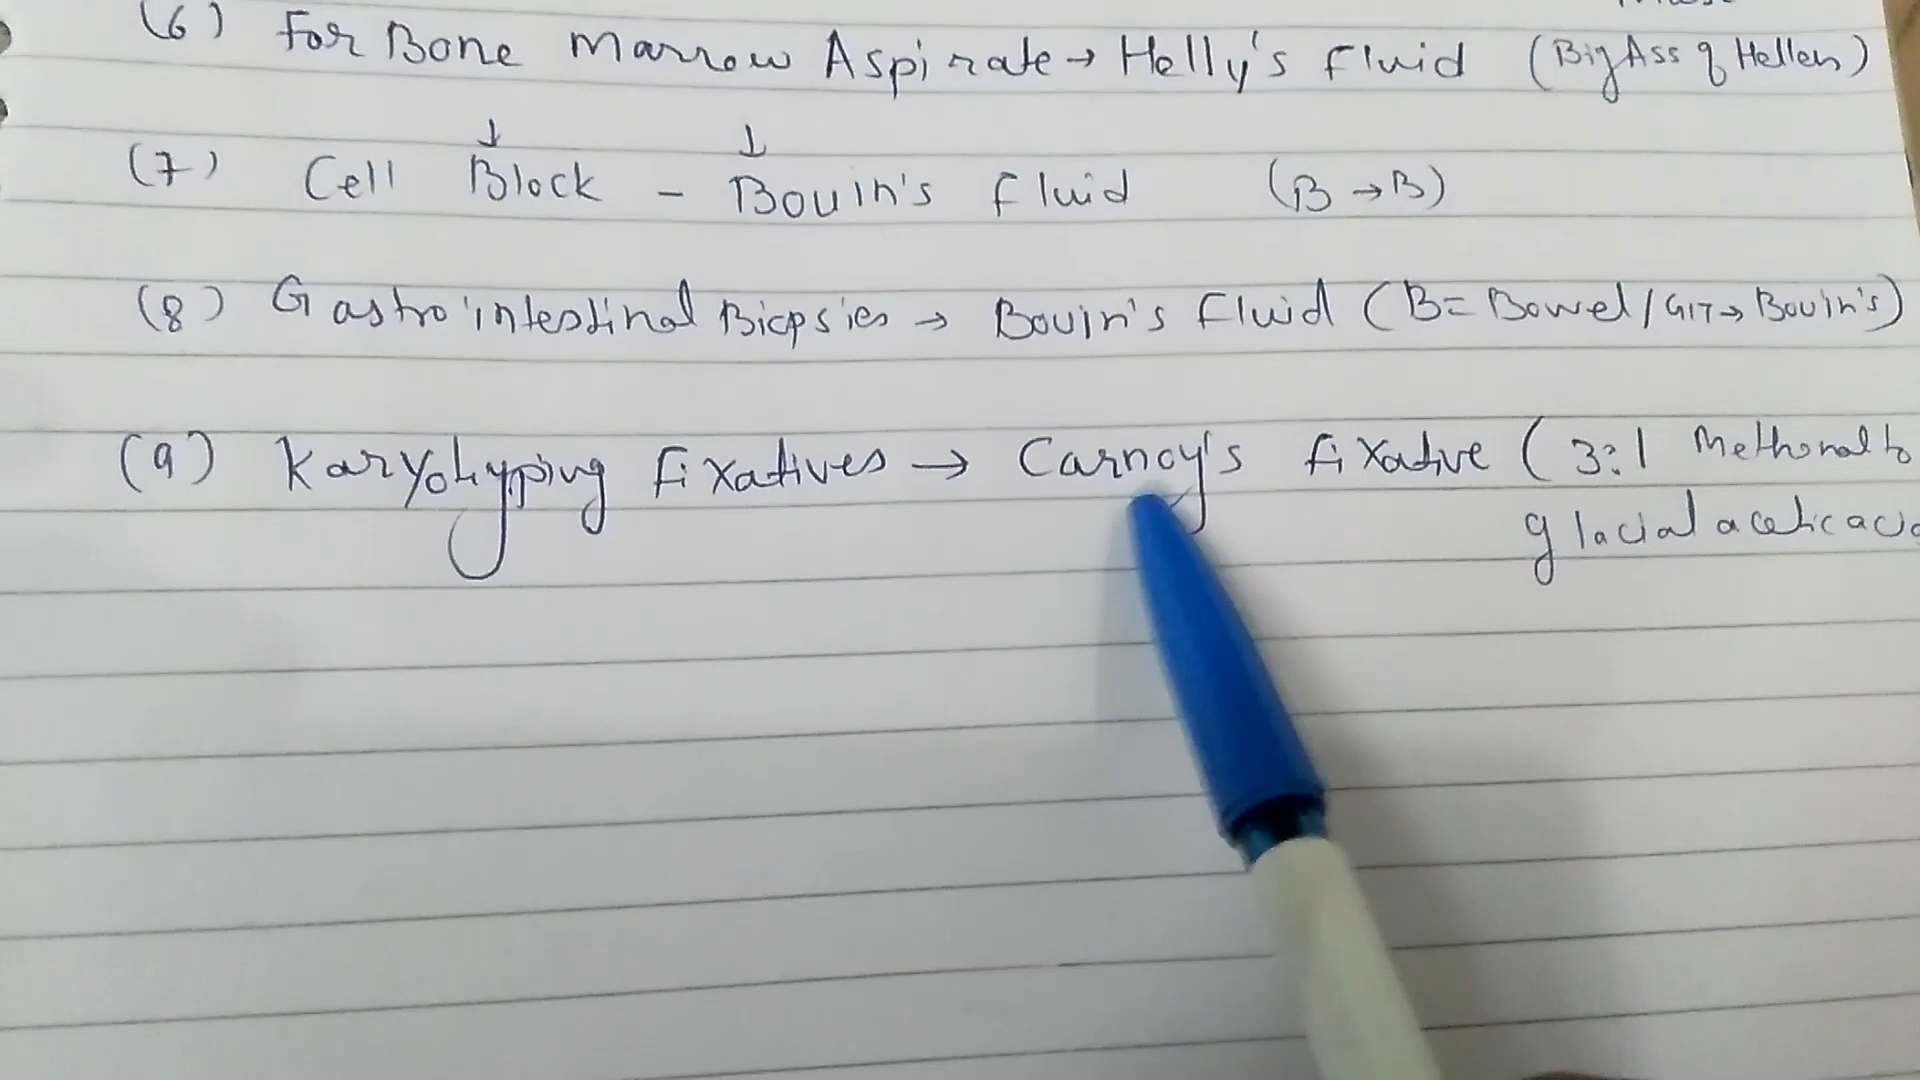 (6) For Bone Marrow Aspirate → Helly's Fluid (Big Ass of Hellen)
(7) Cell Block - Bouin's Fluid (B → B)
(8) Gastrointestinal Biopsies → Bouin's Fluid (B = Bowel / GIT → Bouin's)
(9) Karyotyping Fixatives → Carnoy's Fixative (3:1 Methonal to
glacial acetic acid